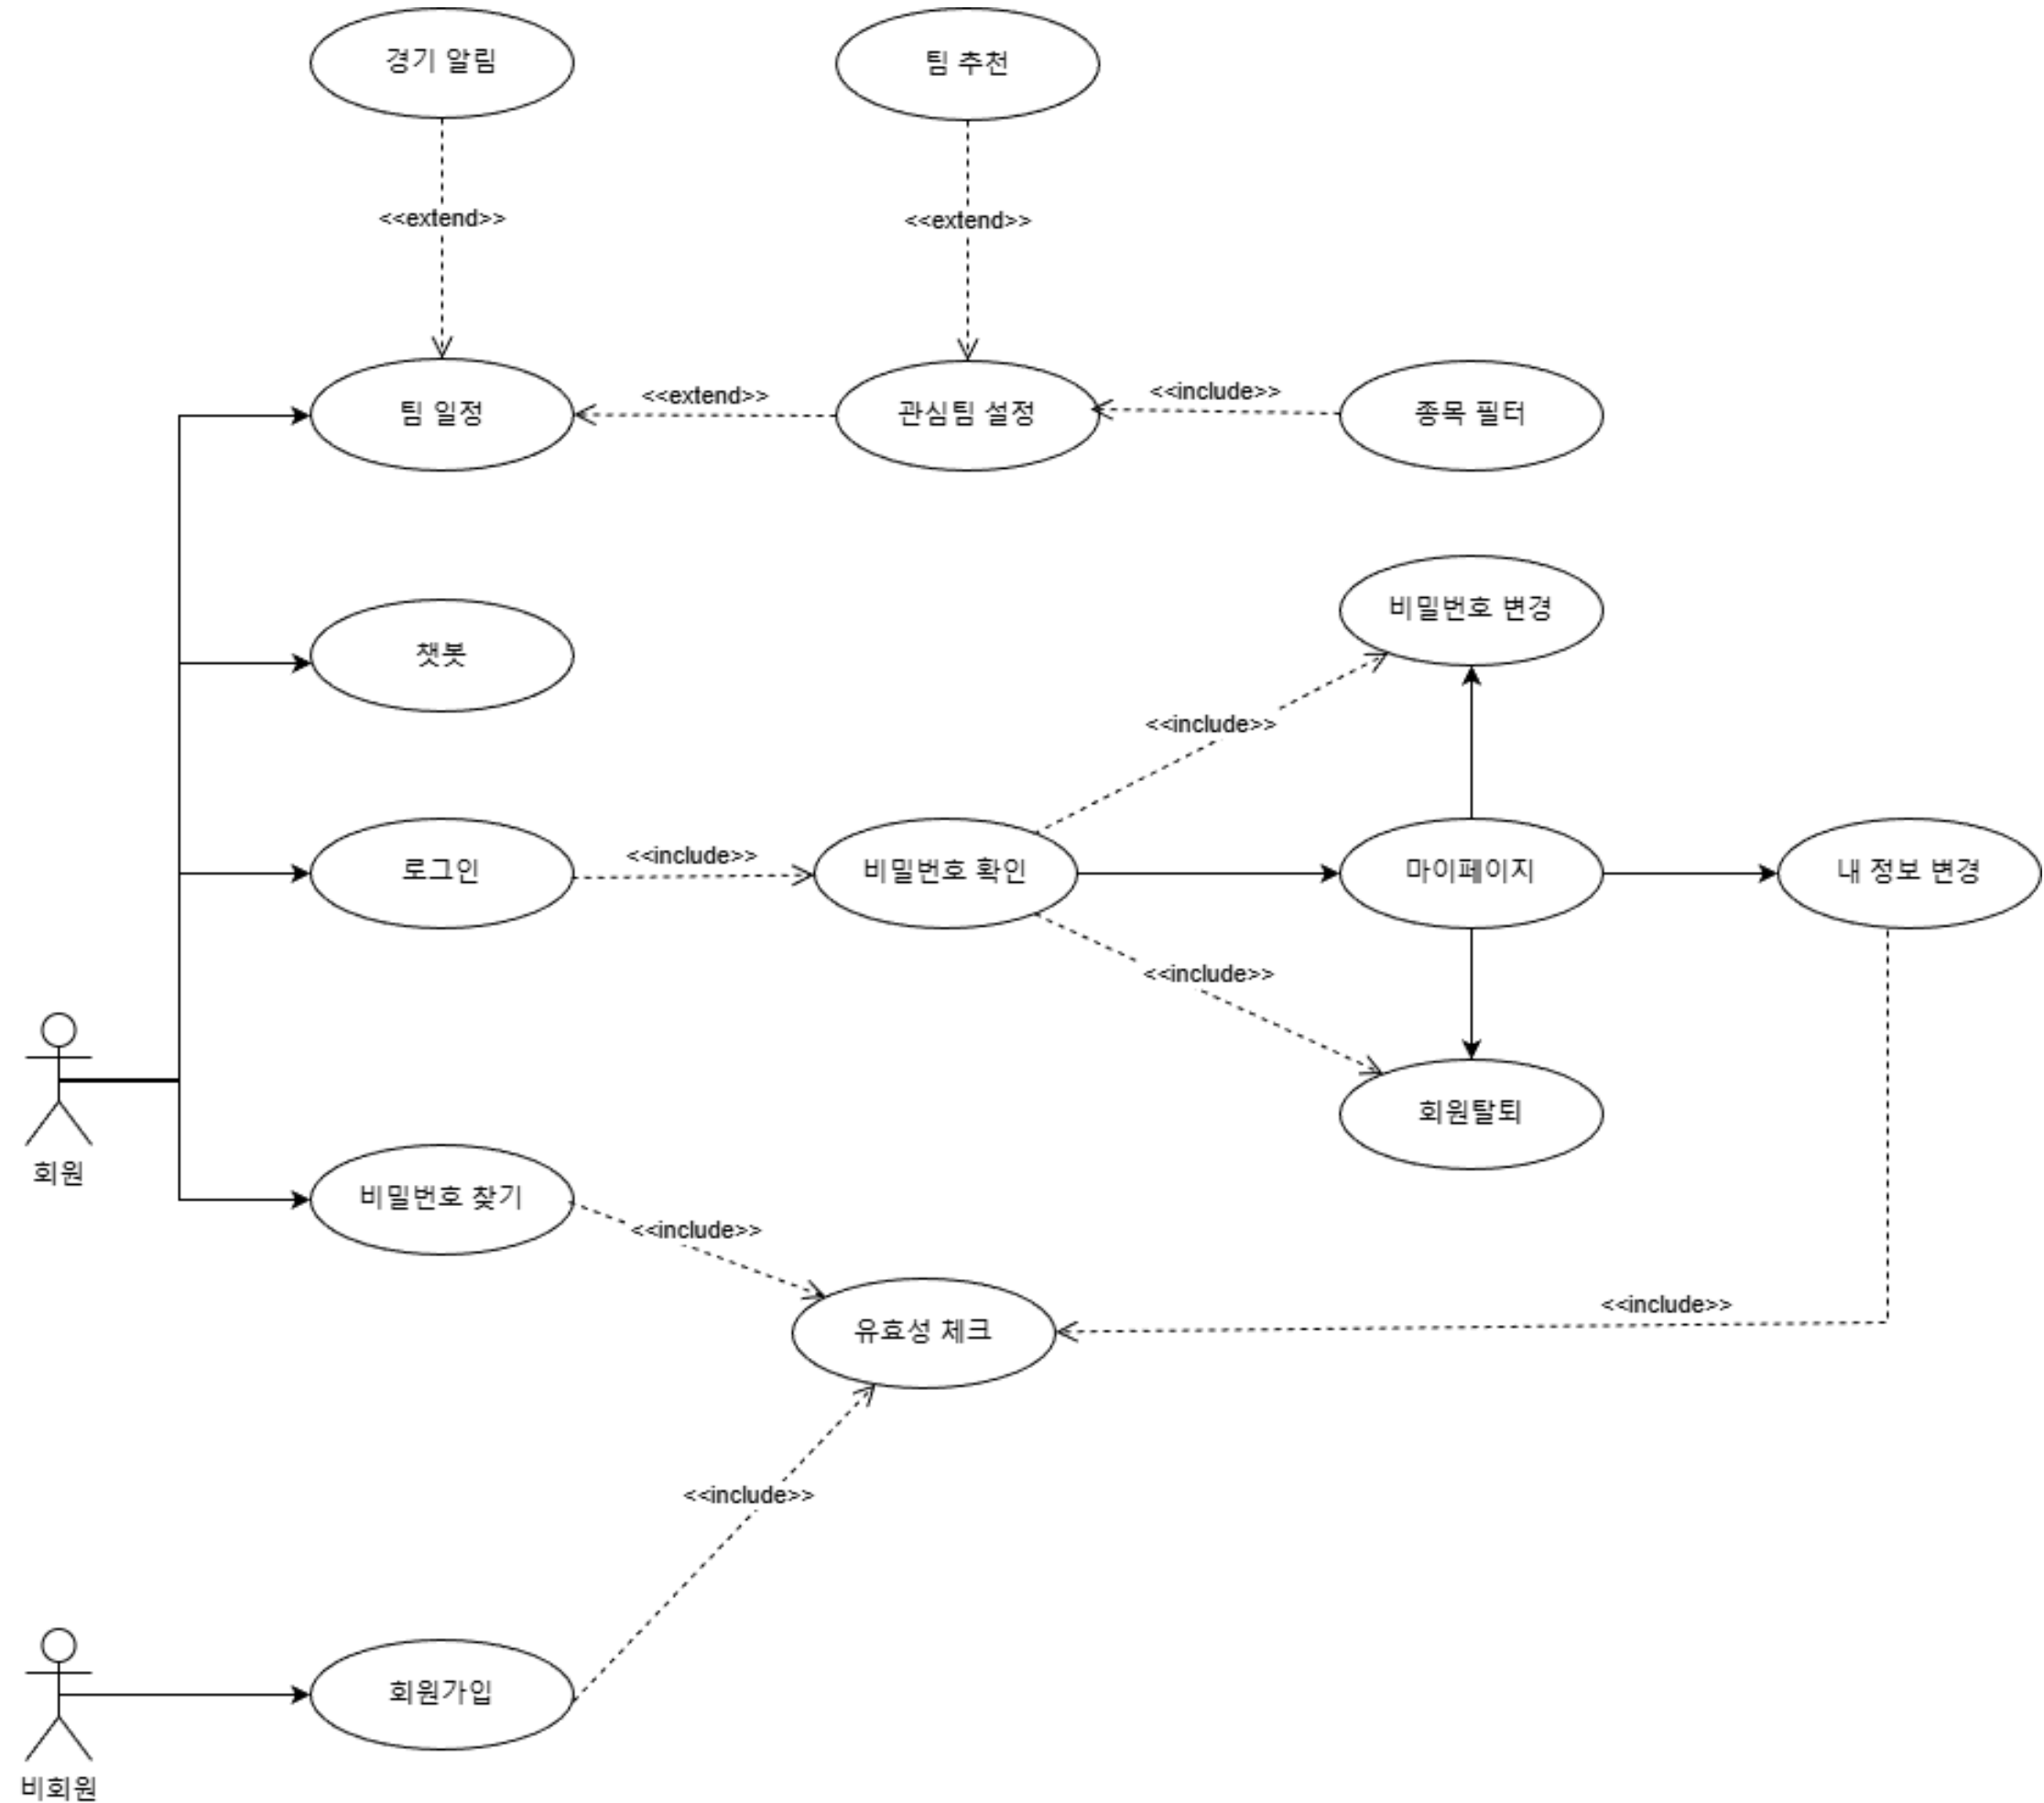 경기 알림
팀 추천
<<extend>>
<<extend>>
팀 일정
<<extend>>
관심팀 설정
<<include>>
종목 필터
비밀번호 변경
챗봇
<<include>>
로그인
<<include>>
비밀번호 확인
마이페이지
내 정보 변경
<<include>>
회원탈퇴
회원
비밀번호 찾기
<<include>>
<<include>>
유효성 체크
<<include>>
회원가입
비회원